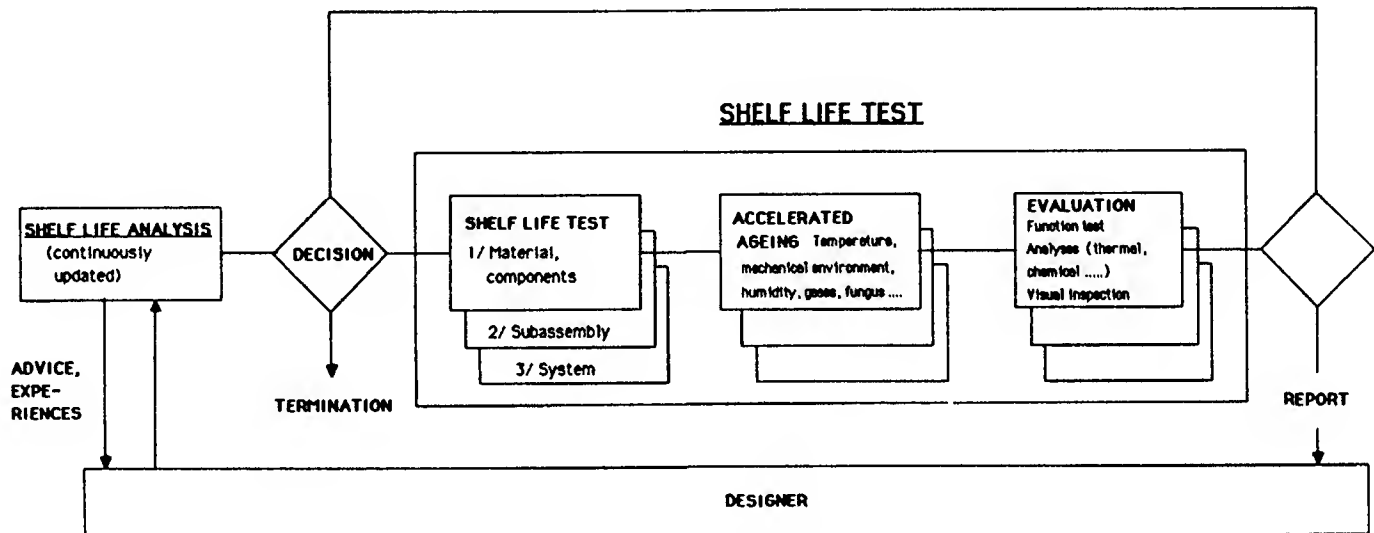 SHELF LIFE TEST
SHELF LIFE ANALYSIS
(continuously
updated)
DECISION
SHELF LIFE TEST
1/ Material,
components
2/ Subassembly
3/ System
ACCELERATED
AGEING Temperature,
mechanical environment,
humidity, gases, fungus ....
EVALUATION
Function test
Analyses (thermal,
chemical .....)
Visual inspection
ADVICE,
EXPE-
RIENCES
TERMINATION
REPORT
DESIGNER